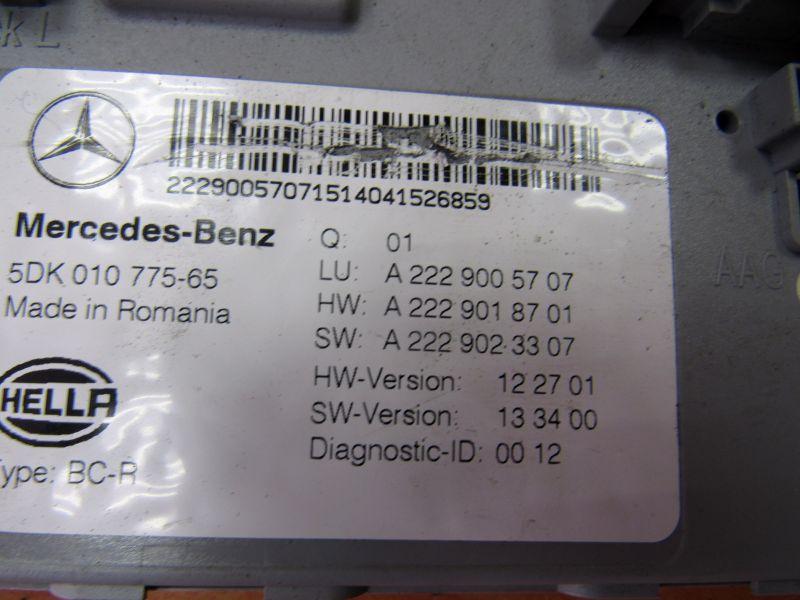 KL
2229005707151404152685​9
Mercedes-Benz
5DK 010 775-65
Made in Romania
HELLA
Type: BC-R
Q: 01
LU: A 222 900 57 07
HW: A 222 901 87 01
SW: A 222 902 33 07
HW-Version: 12 27 01
SW-Version: 13 34 00
Diagnostic-ID: 00 12
AAG